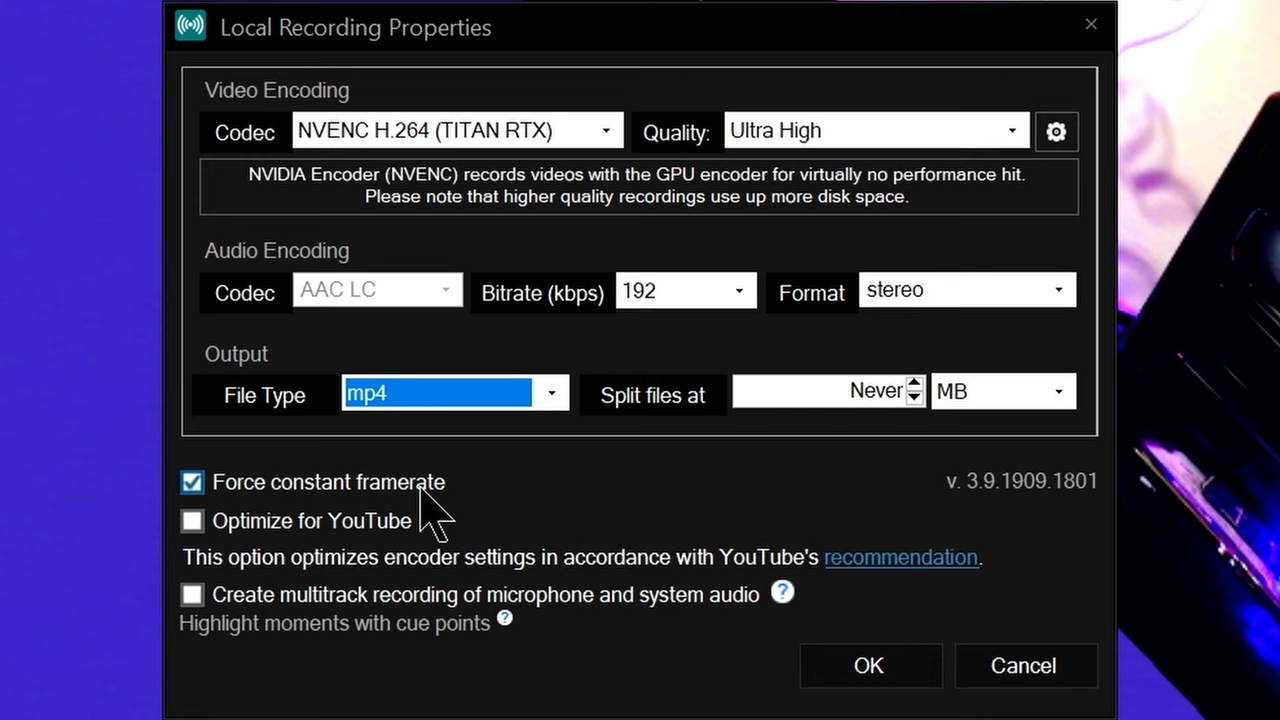 Local Recording Properties
Video Encoding
Codec NVENC H.264 (TITAN RTX) Quality: Ultra High
NVIDIA Encoder (NVENC) records videos with the GPU encoder for virtually no performance hit.
Please note that higher quality recordings use up more disk space.
Audio Encoding
Codec AAC LC Bitrate (kbps) 192 Format stereo
Output
File Type mp4 Split files at Never MB
Force constant framerate v. 3.9.1909.1801
Optimize for YouTube
This option optimizes encoder settings in accordance with YouTube's recommendation.
Create multitrack recording of microphone and system audio ?
Highlight moments with cue points ?
OK Cancel